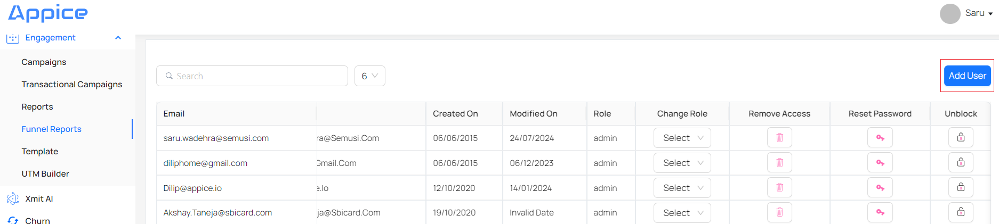 Appice
Saru
Engagement
Campaigns
Transactional Campaigns
Reports
Funnel Reports
Template
UTM Builder
Xmit AI
Churn
Search
6
Add User
Email Created On Modified On Role Change Role Remove Access Reset Password Unblock
saru.wadehra@semusi.com ra@Semusi.Com 06/06/2015 24/07/2024 admin Select
diliphome@gmail.com Gmail.Com 06/06/2015 06/12/2023 admin Select
Dilip@appice.io e.Io 12/10/2020 14/01/2024 admin Select
Akshay.Taneja@sbicard.com ja@Sbicard.Com 19/10/2020 Invalid Date admin Select